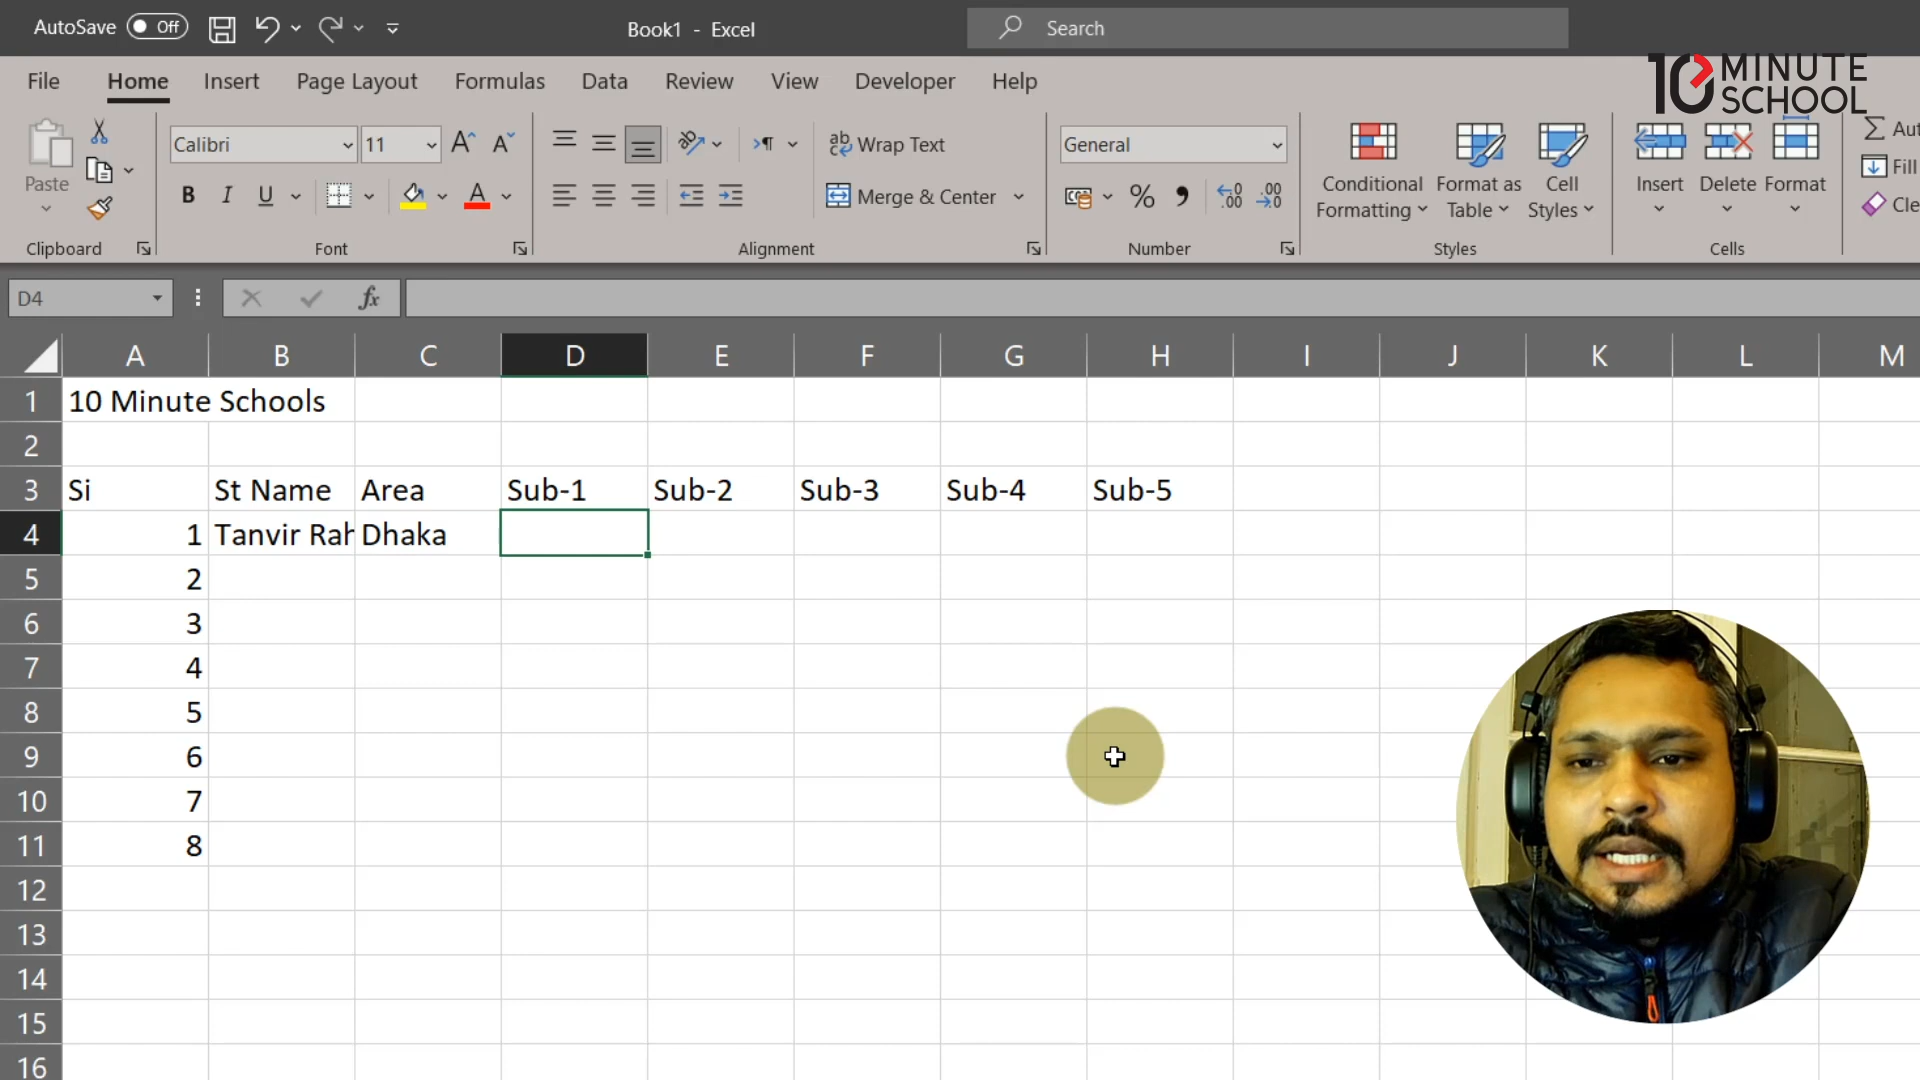 AutoSave Off Book1 - Excel Search
10 MINUTE SCHOOL
File Home Insert Page Layout Formulas Data Review View Developer Help
Paste
Clipboard
Calibri 11
B I U A
Font
Wrap Text
Merge & Center
Alignment
General
%
Number
Conditional Formatting
Format as Table
Cell Styles
Styles
Insert Delete Format
Cells
Σ Aut
Fill
Cle
D4 fx
A B C D E F G H I J K L M
1 10 Minute Schools
2
3 Si St Name Area Sub-1 Sub-2 Sub-3 Sub-4 Sub-5
4 1 Tanvir Rah Dhaka
5 2
6 3
7 4
8 5
9 6
10 7
11 8
12
13
14
15
16